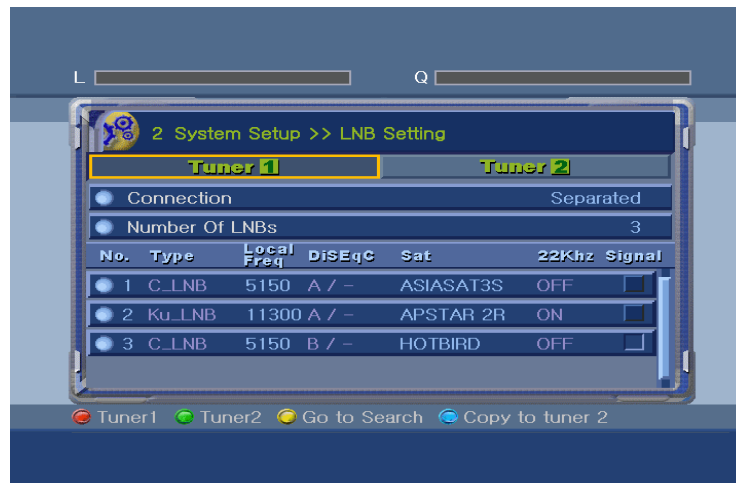 L Q
2 System Setup >> LNB Setting
Tuner 1 Tuner 2
Connection Separated
Number Of LNBs 3
No. Type Local Freq DiSEqC Sat 22Khz Signal
1 C_LNB 5150 A / - ASIASAT3S OFF
2 Ku_LNB 11300 A / - APSTAR 2R ON
3 C_LNB 5150 B / - HOTBIRD OFF
Tuner1 Tuner2 Go to Search Copy to tuner 2